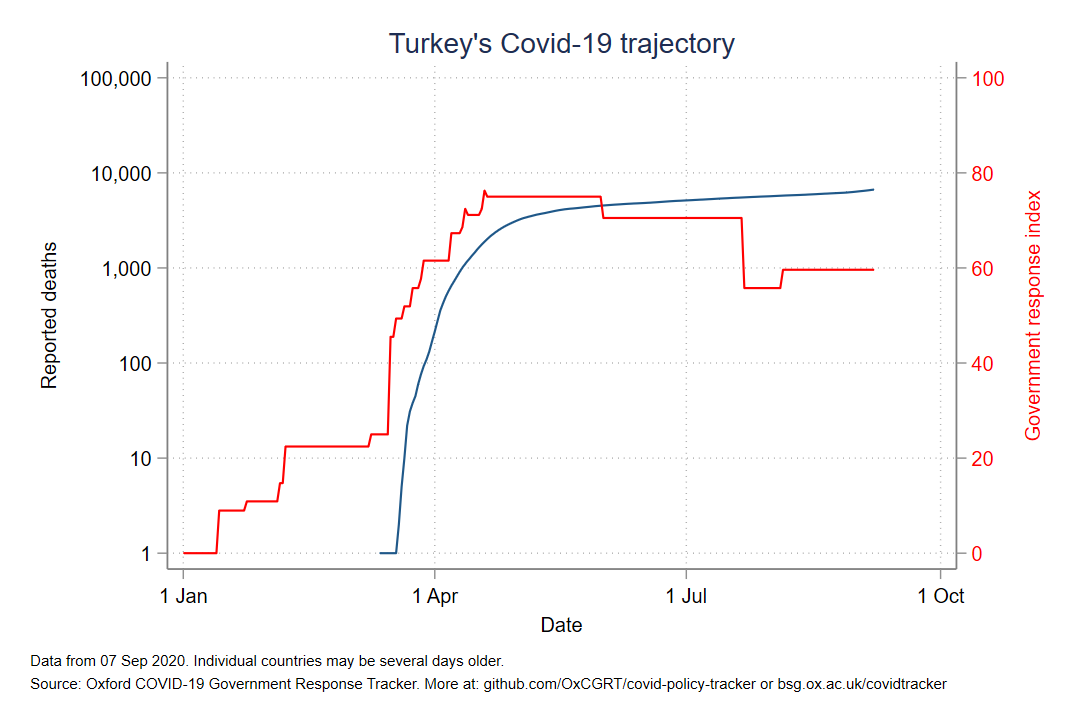 Turkey's Covid-19 trajectory
100,000
10,000
1,000
100
10
1
Reported deaths
100
80
60
40
20
0
Government response index
1 Jan
1 Apr
1 Jul
1 Oct
Date
Data from 07 Sep 2020. Individual countries may be several days older.
Source: Oxford COVID-19 Government Response Tracker. More at: github.com/OxCGRT/covid-policy-tracker or bsg.ox.ac.uk/covidtracker